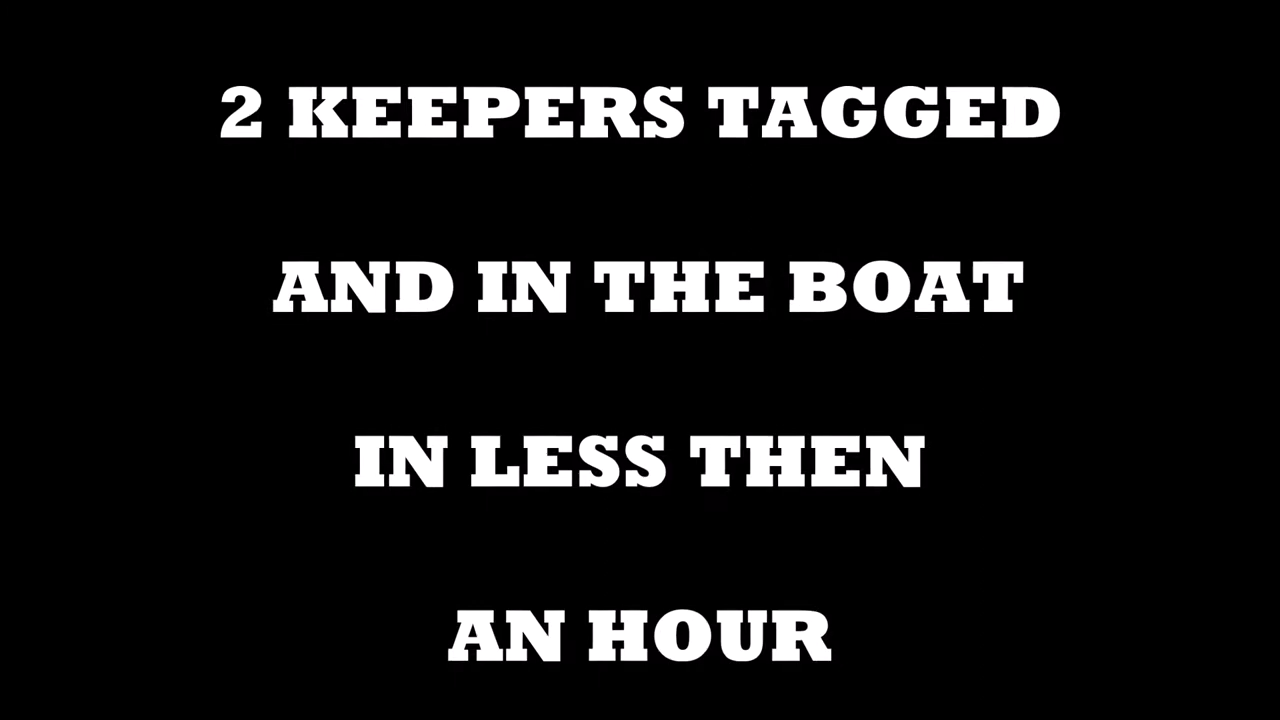 2 KEEPERS TAGGED
AND IN THE BOAT
IN LESS THEN
AN HOUR